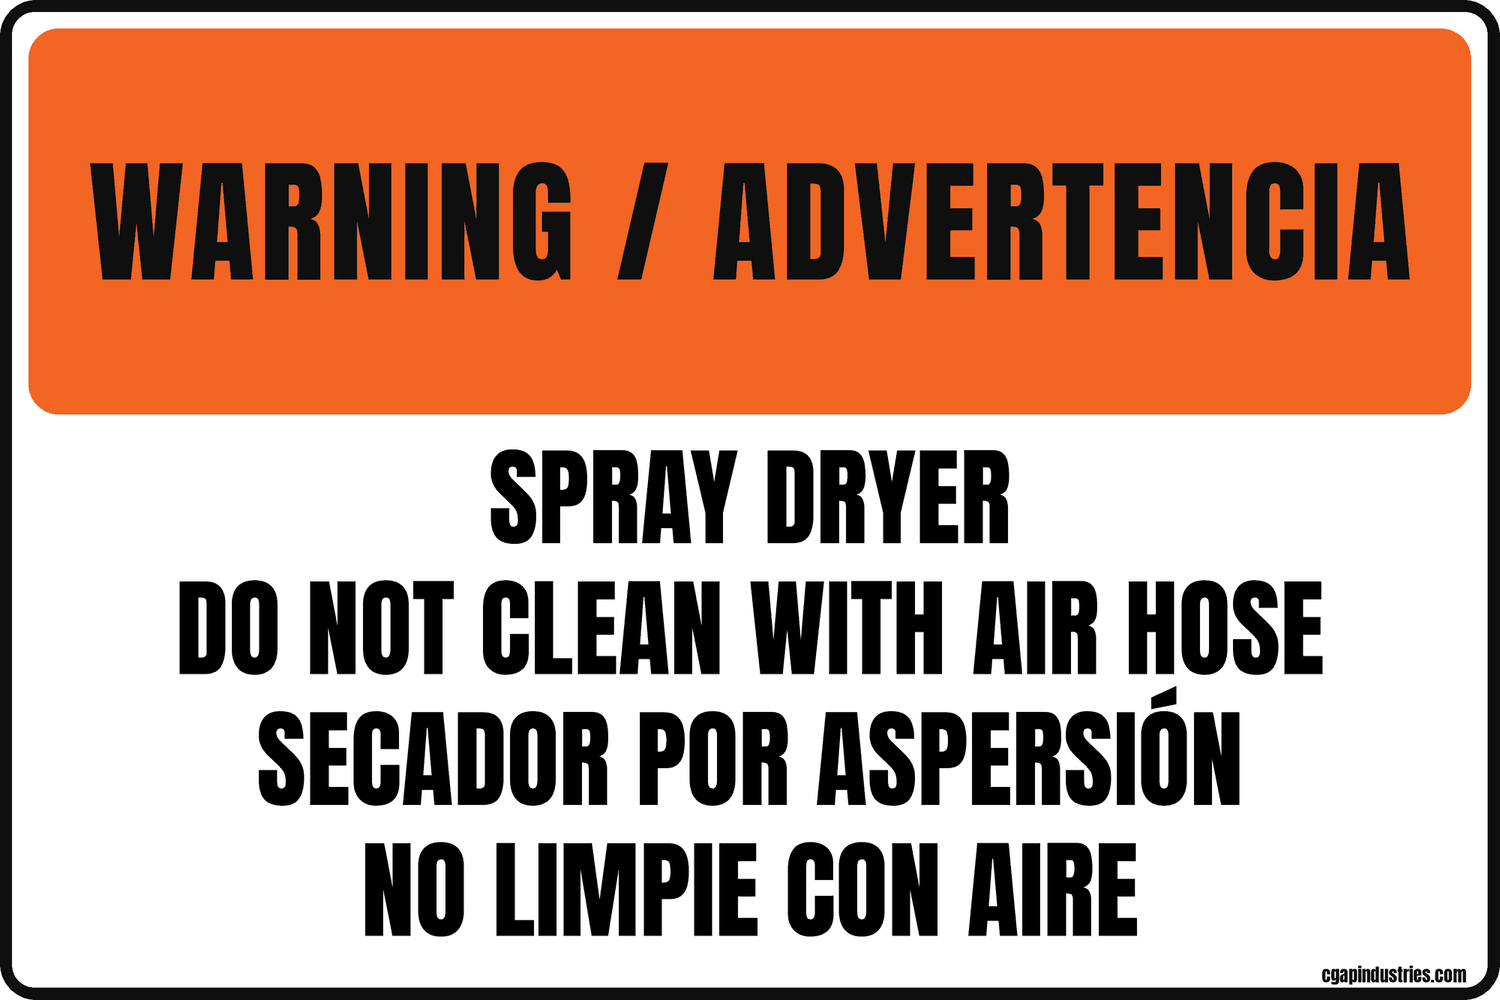 WARNING / ADVERTENCIA
SPRAY DRYER
DO NOT CLEAN WITH AIR HOSE
SECADOR POR ASPERSIÓN
NO LIMPIE CON AIRE
cgapindustries.com